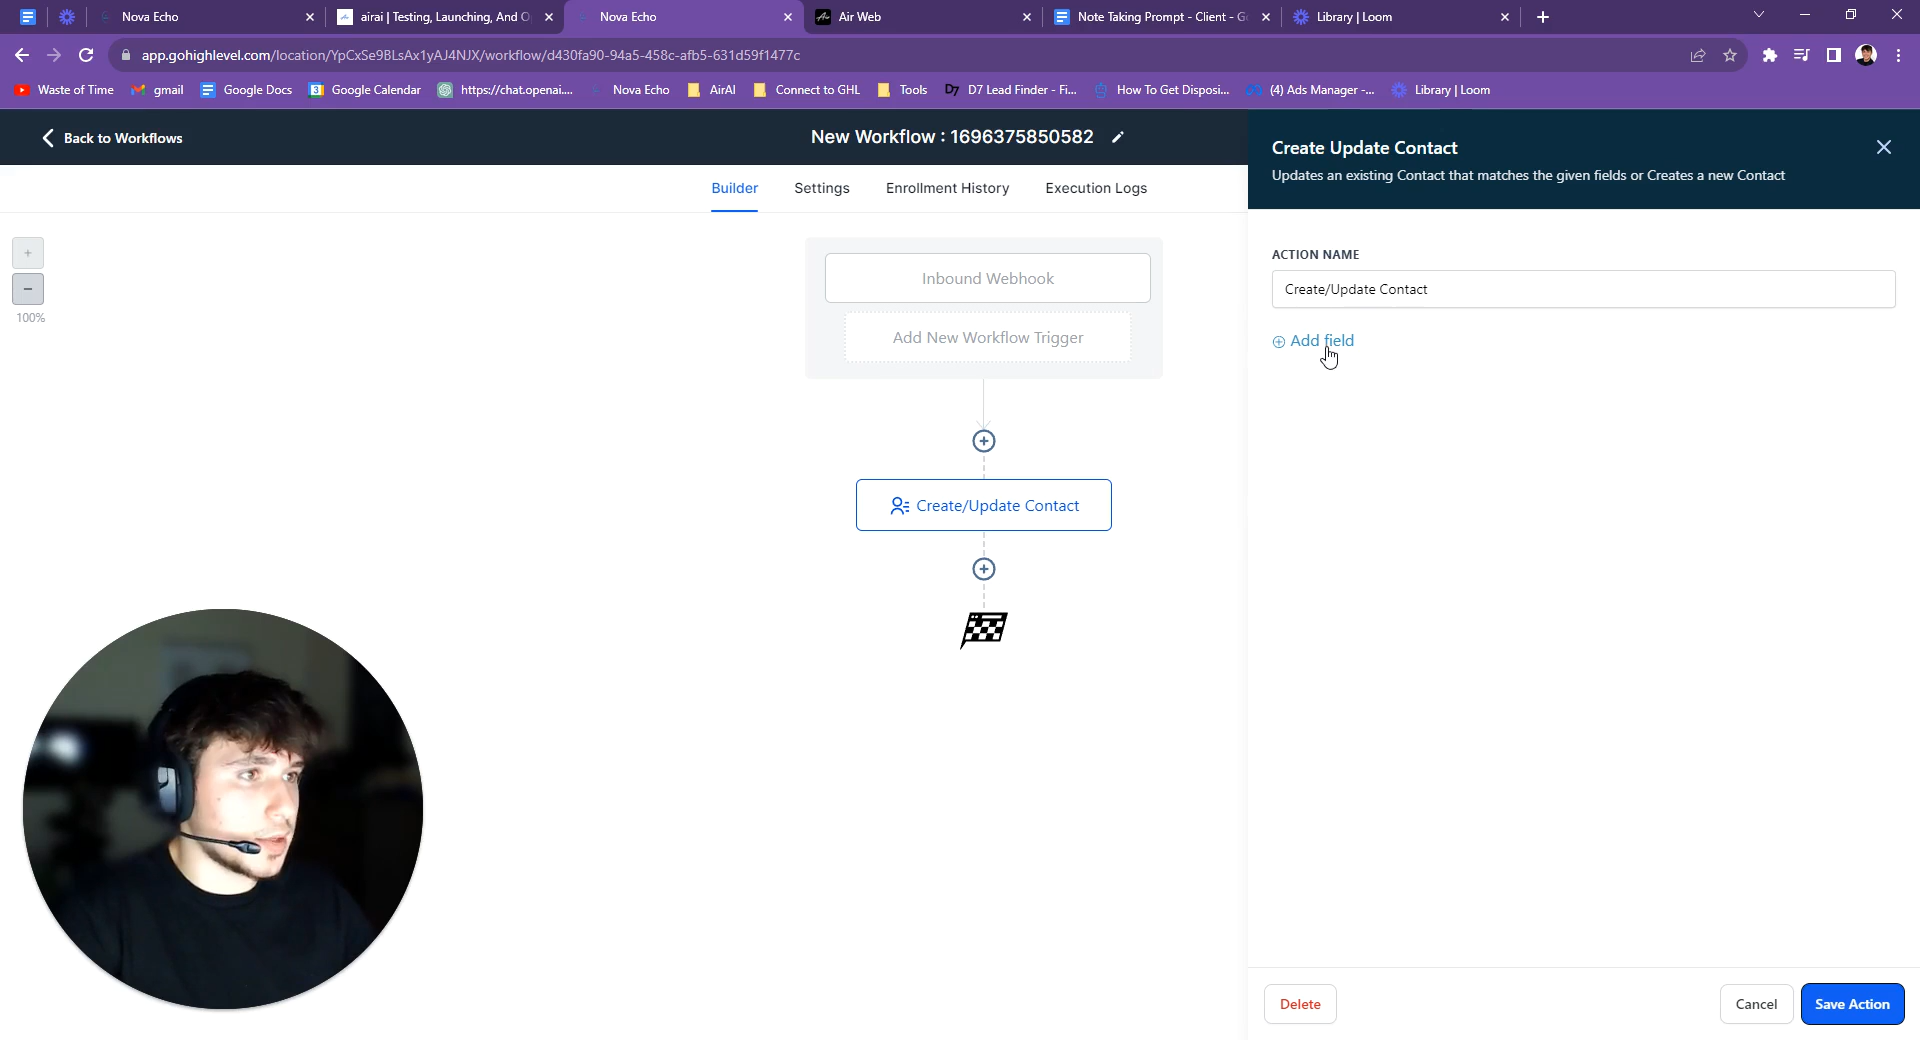 Nova Echo
airai | Testing, Launching, And O
Nova Echo
Air Web
Note Taking Prompt - Client - G
Library | Loom
app.gohighlevel.com/location/YpCxSe9BLsAx1yAJ4NJX/workflow/d430fa90-94a5-458c-afb5-631d59f1477c
Waste of Time
gmail
Google Docs
Google Calendar
https://chat.openai....
Nova Echo
AirAI
Connect to GHL
Tools
D7 Lead Finder - Fi...
How To Get Disposi...
(4) Ads Manager -...
Library | Loom
Back to Workflows
New Workflow : 1696375850582
Create Update Contact
Updates an existing Contact that matches the given fields or Creates a new Contact
Builder
Settings
Enrollment History
Execution Logs
100%
Inbound Webhook
Add New Workflow Trigger
Create/Update Contact
ACTION NAME
Create/Update Contact
Add field
Delete
Cancel
Save Action